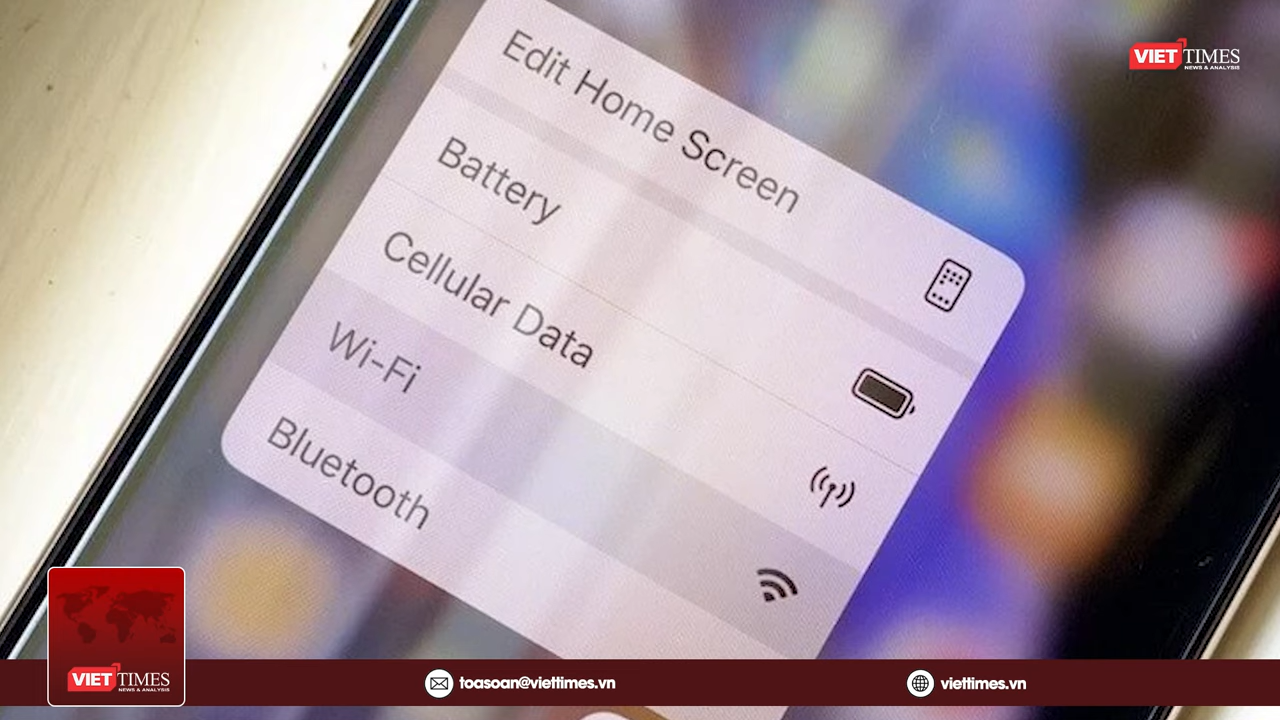 VIETTIMES
NEWS & ANALYSIS
Edit Home Screen
Battery
Cellular Data
Wi-Fi
Bluetooth
VIETTIMES
NEWS & ANALYSIS
toasoan@viettimes.vn
viettimes.vn